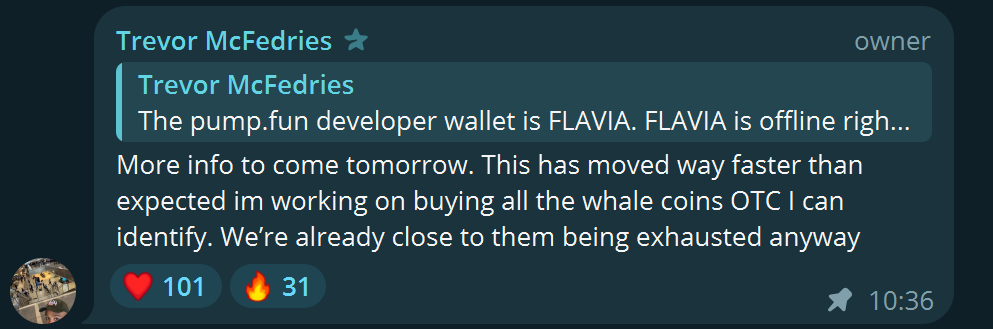 Trevor McFedries owner
Trevor McFedries
The pump.fun developer wallet is FLAVIA. FLAVIA is offline righ...
More info to come tomorrow. This has moved way faster than
expected im working on buying all the whale coins OTC I can
identify. We’re already close to them being exhausted anyway
101 31 10:36